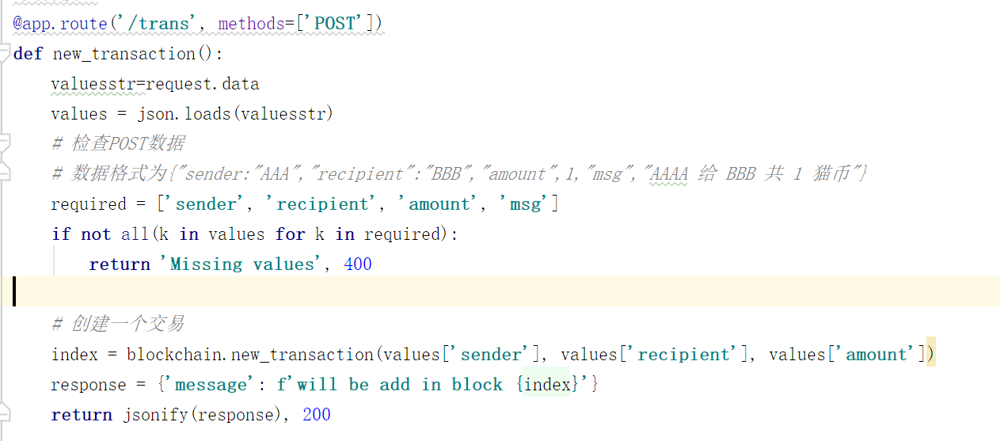 @app.route('/trans', methods=['POST'])
def new_transaction():
    valuesstr=request.data
    values = json.loads(valuesstr)
    # 检查POST数据
    # 数据格式为{"sender:"AAA","recipient":"BBB","amount",1,"msg","AAAA 给 BBB 共 1 猫币"}
    required = ['sender', 'recipient', 'amount', 'msg']
    if not all(k in values for k in required):
        return 'Missing values', 400
    # 创建一个交易
    index = blockchain.new_transaction(values['sender'], values['recipient'], values['amount'])
    response = {'message': f'will be add in block {index}'}
    return jsonify(response), 200